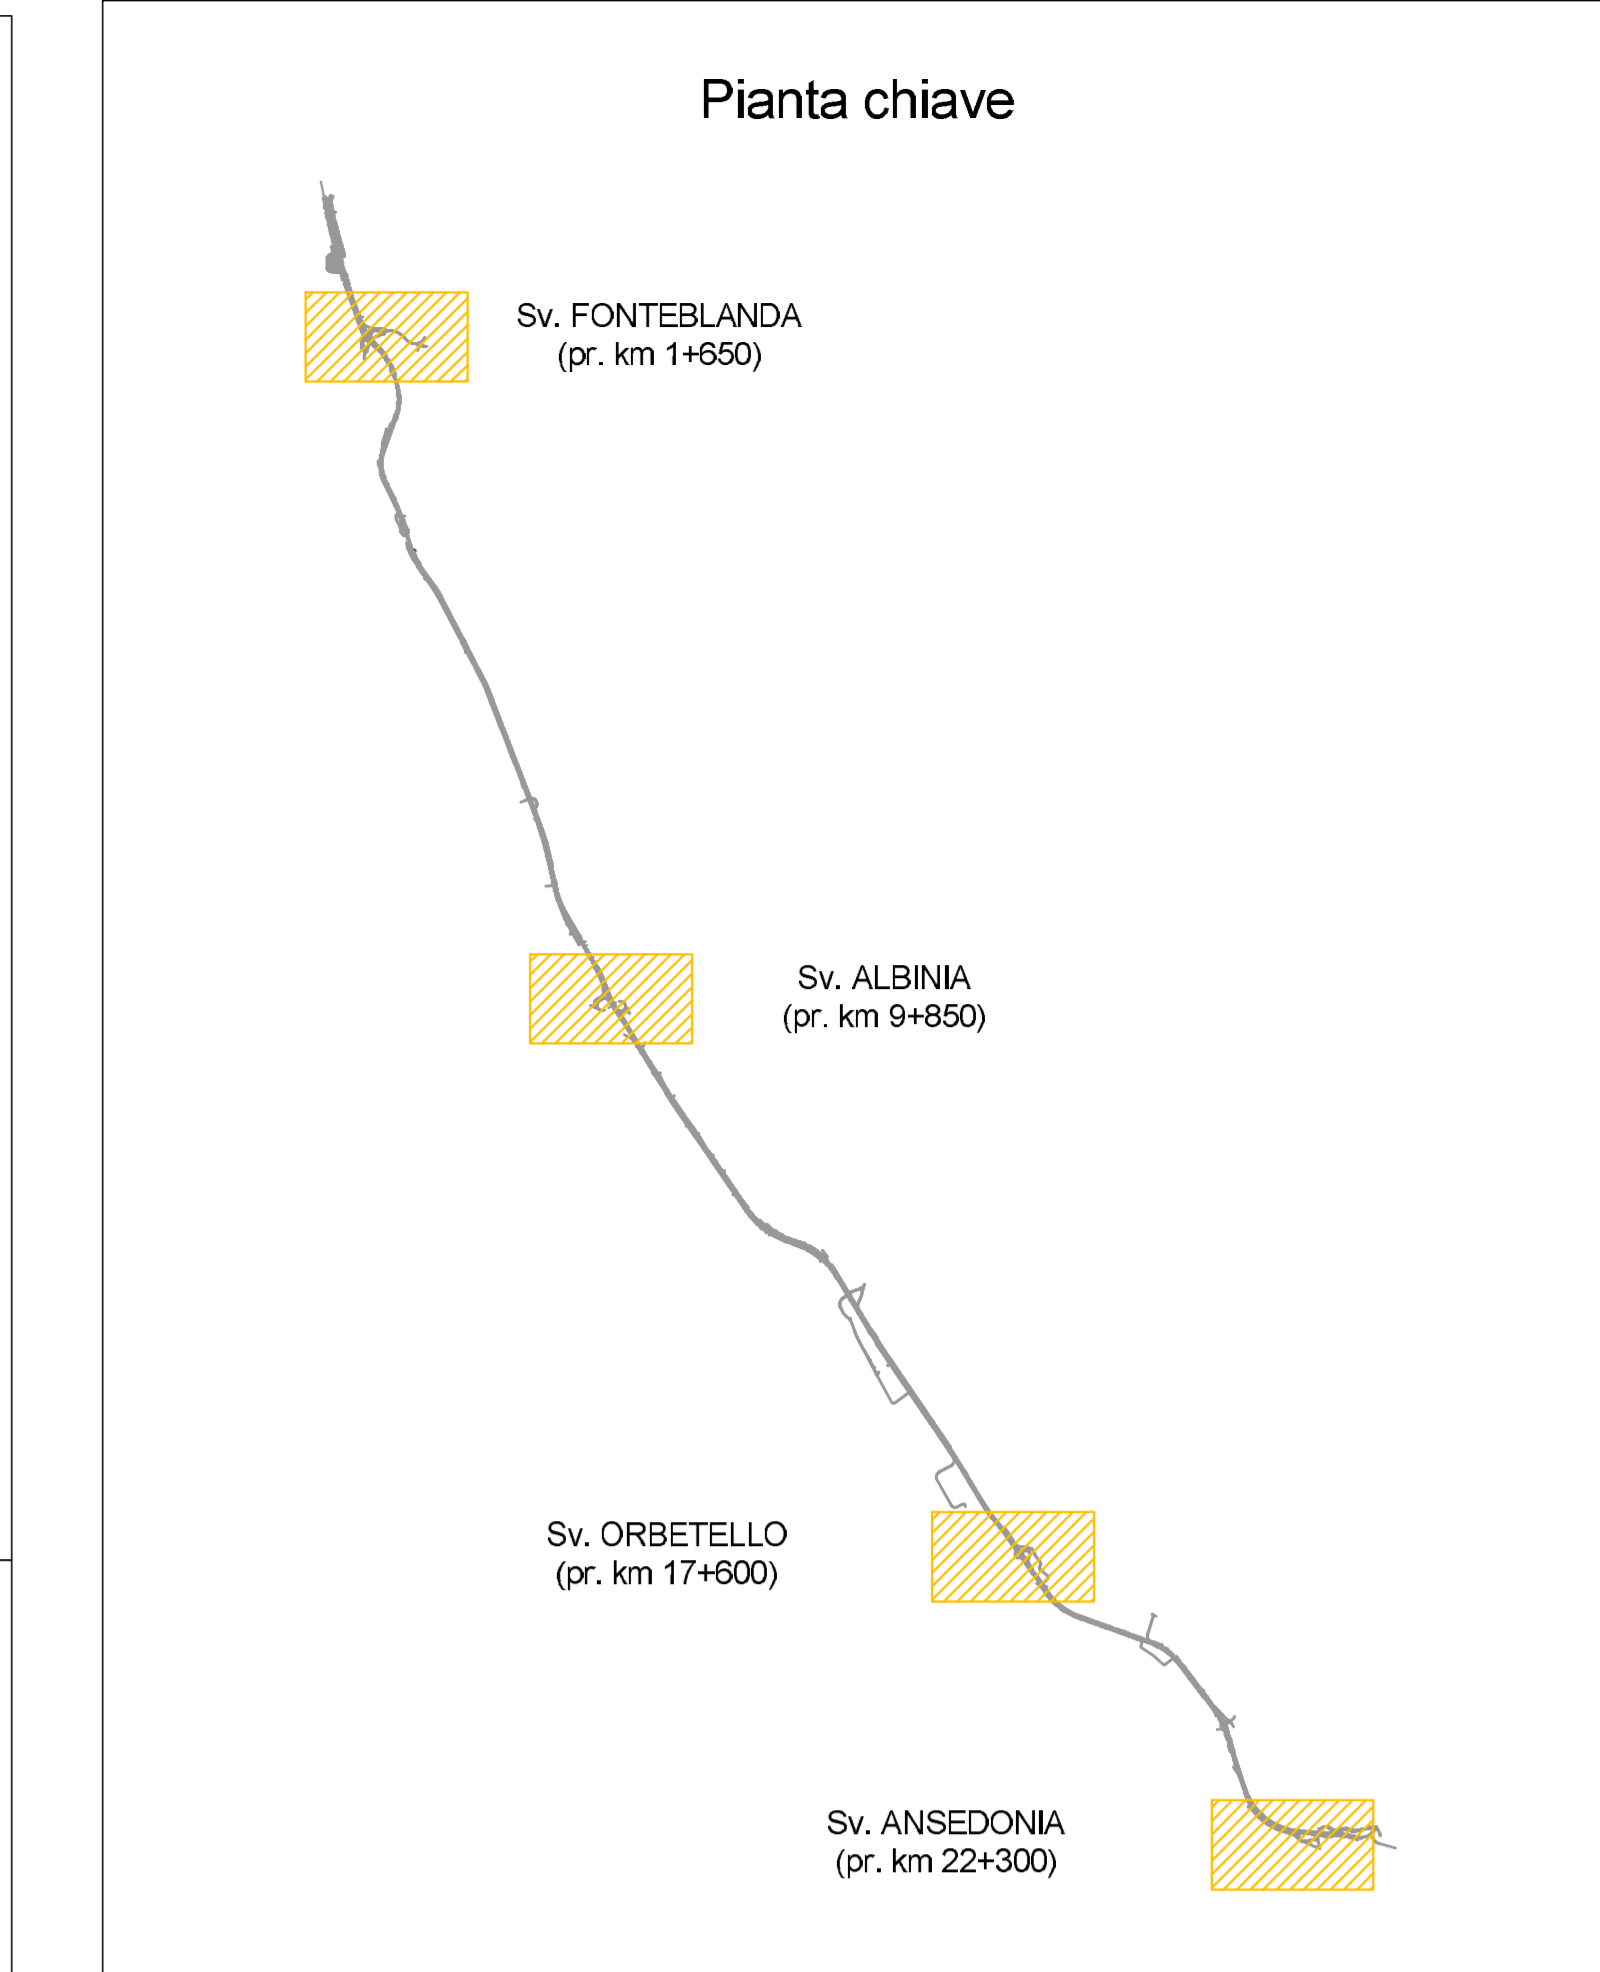 Pianta chiave
Sv. FONTEBLANDA
(pr. km 1+650)
Sv. ALBINIA
(pr. km 9+850)
Sv. ORBETELLO
(pr. km 17+600)
Sv. ANSEDONIA
(pr. km 22+300)